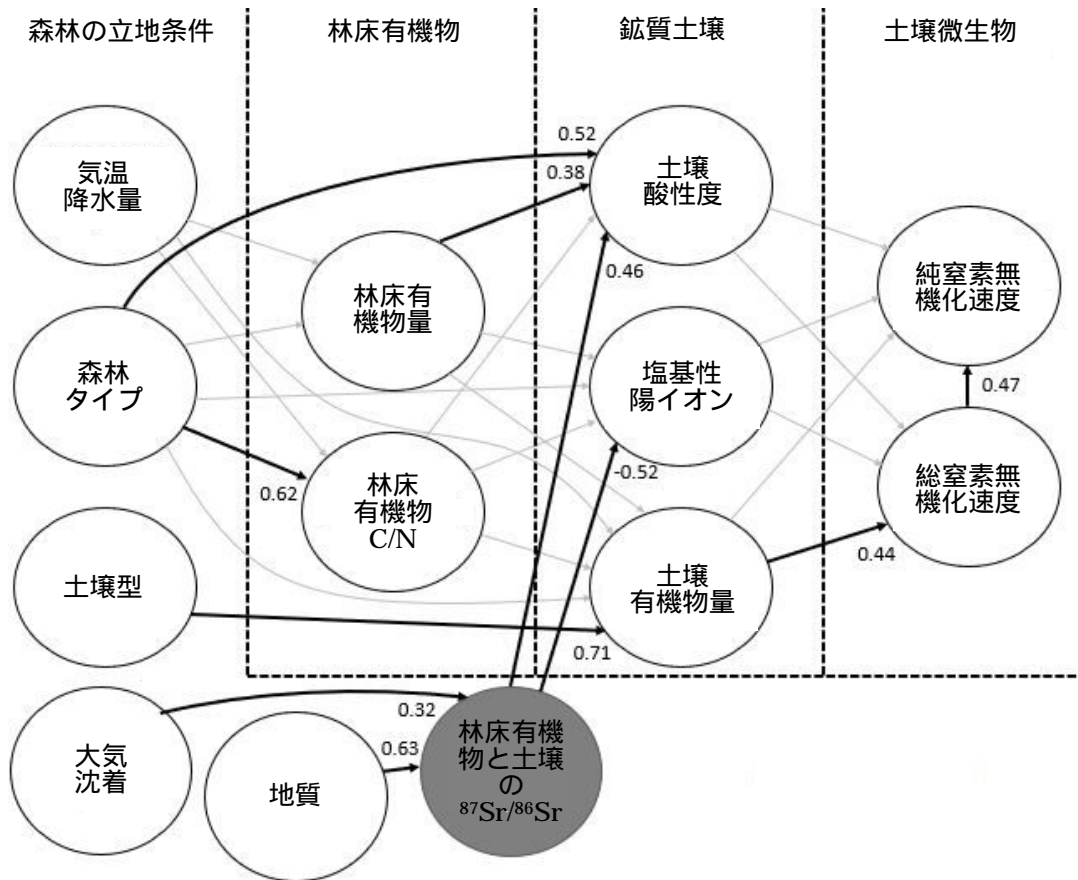 森林の立地条件
林床有機物
鉱質土壌
土壌微生物
気温
降水量
森林
タイプ
土壌型
大気
沈着
地質
林床有
機物量
林床
有機物
C/N
林床有機
物と土壌
の
⁸⁷Sr/⁸⁶Sr
土壌
酸性度
塩基性
陽イオン
土壌
有機物量
純窒素無
機化速度
総窒素無
機化速度
0.52
0.38
0.46
0.62
-0.52
0.47
0.44
0.71
0.32
0.63